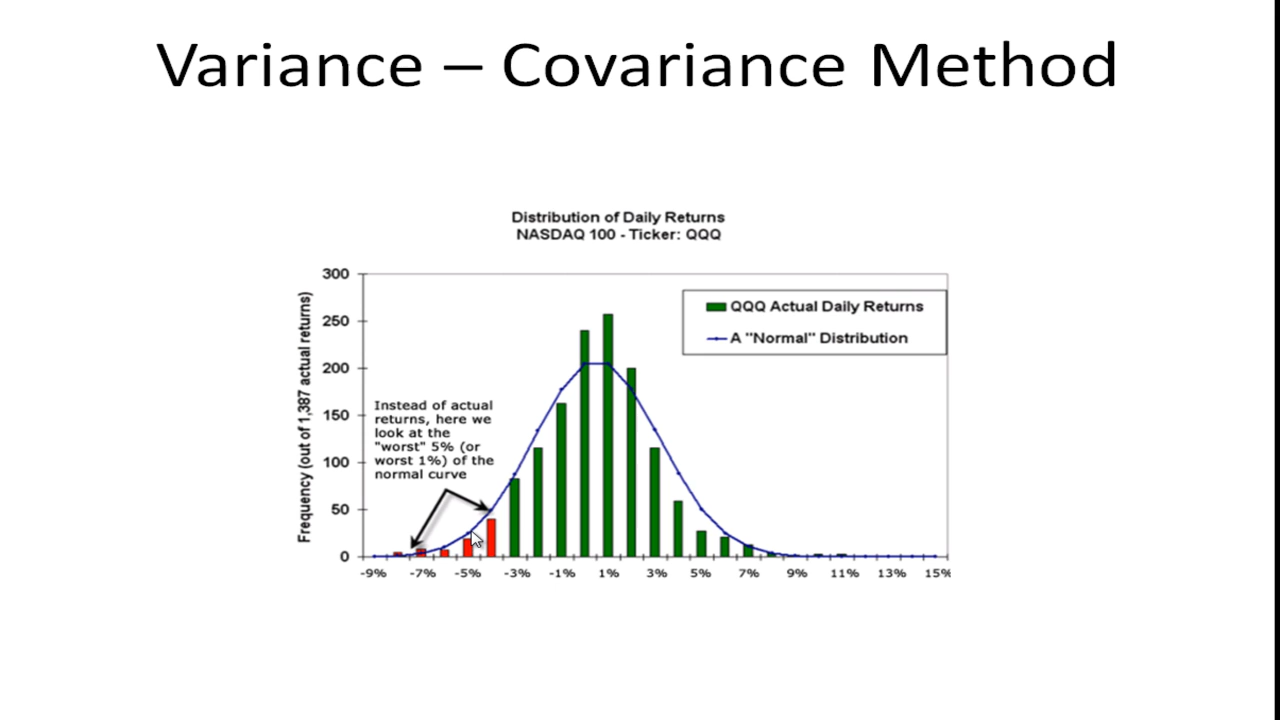 Variance – Covariance Method
Distribution of Daily Returns
NASDAQ 100 - Ticker: QQQ
Frequency (out of 1,387 actual returns)
300
250
200
150
100
50
0
QQQ Actual Daily Returns
A "Normal" Distribution
Instead of actual
returns, here we
look at the
"worst" 5% (or
worst 1%) of the
normal curve
-9% -7% -5% -3% -1% 1% 3% 5% 7% 9% 11% 13% 15%